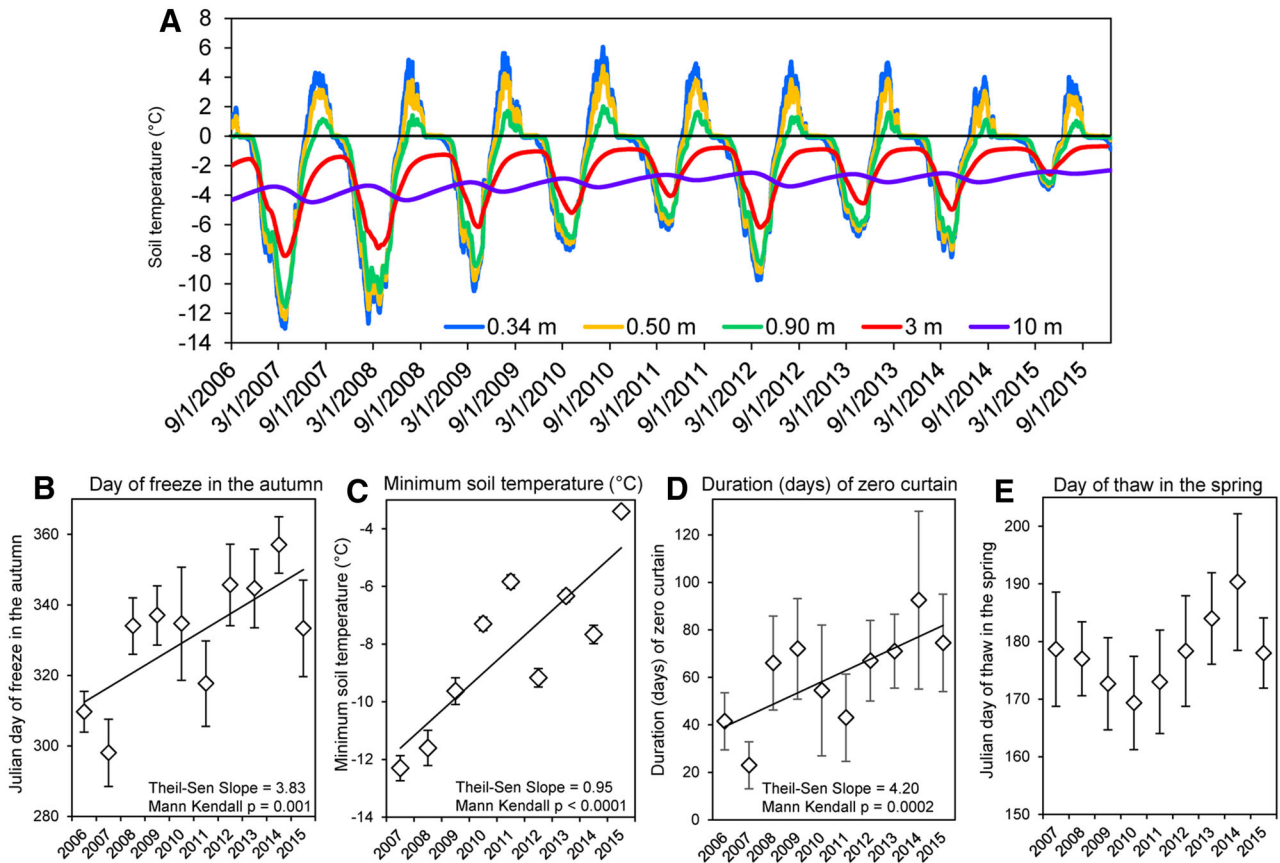 A
Soil temperature (°C)
8
6
4
2
0
-2
-4
-6
-8
-10
-12
-14
0.34 m 0.50 m 0.90 m 3 m 10 m
9/1/2006 3/1/2007 9/1/2007 3/1/2008 9/1/2008 3/1/2009 9/1/2009 3/1/2010 9/1/2010 3/1/2011 9/1/2011 3/1/2012 9/1/2012 3/1/2013 9/1/2013 3/1/2014 9/1/2014 3/1/2015 9/1/2015
B Day of freeze in the autumn
Julian day of freeze in the autumn
360
340
320
300
280
Theil-Sen Slope = 3.83
Mann Kendall p = 0.001
2006 2007 2008 2009 2010 2011 2012 2013 2014 2015
C Minimum soil temperature (°C)
Minimum soil temperature (°C)
-4
-6
-8
-10
-12
-14
Theil-Sen Slope = 0.95
Mann Kendall p < 0.0001
2007 2008 2009 2010 2011 2012 2013 2014 2015
D Duration (days) of zero curtain
Duration (days) of zero curtain
120
100
80
60
40
20
0
Theil-Sen Slope = 4.20
Mann Kendall p = 0.0002
2006 2007 2008 2009 2010 2011 2012 2013 2014 2015
E Day of thaw in the spring
Julian day of thaw in the spring
200
190
180
170
160
150
2007 2008 2009 2010 2011 2012 2013 2014 2015